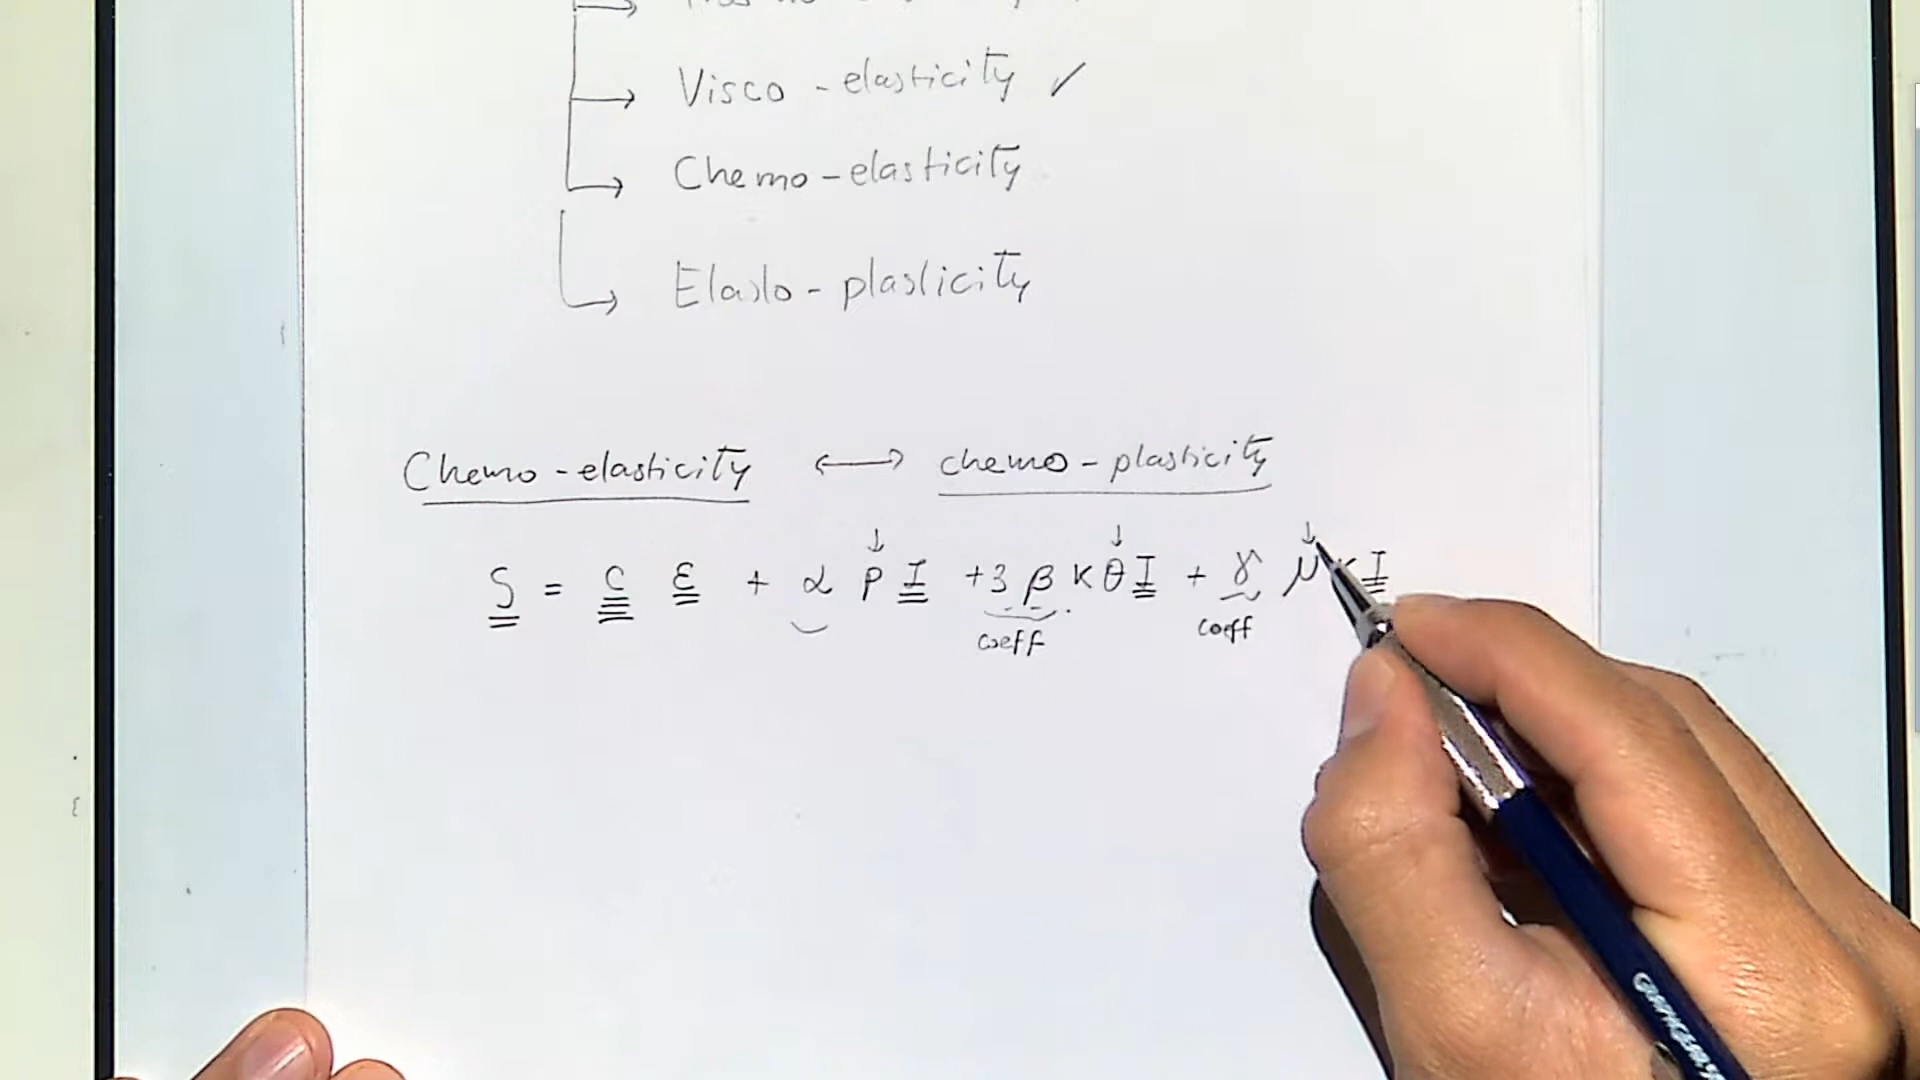 → Visco - elasticity ✓
→ Chemo - elasticity
→ Elasto - plasticity
Chemo - elasticity ↔ chemo - plasticity
↓ ↓ ↓
S = C ε + α P I + 3 β K θ I + γ μ K I
coeff coeff